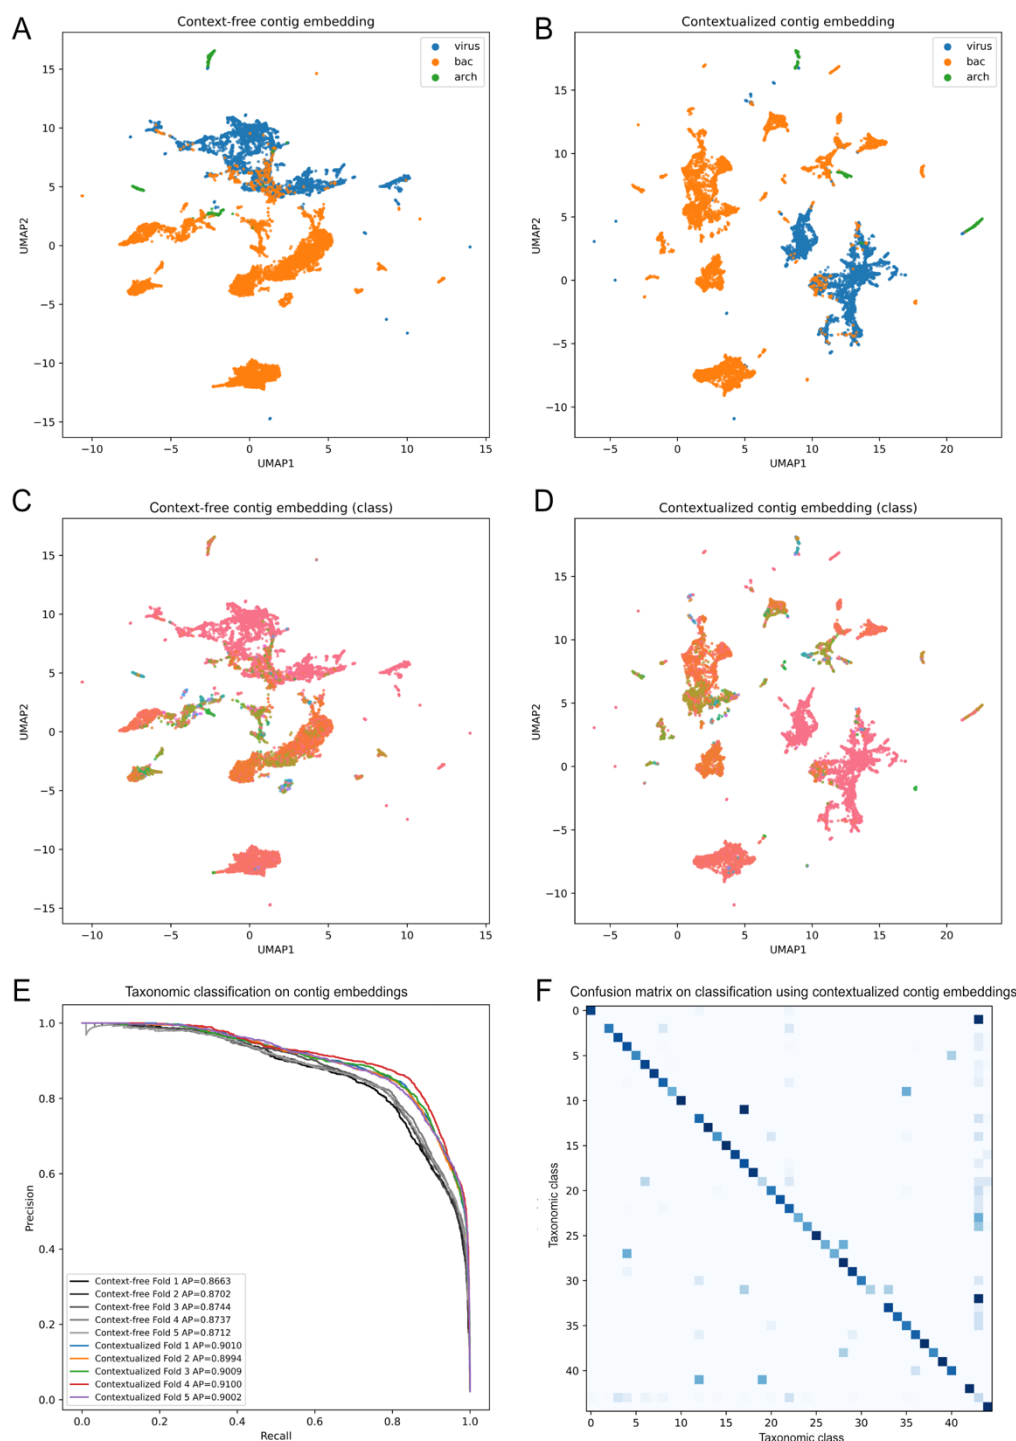 A
Context-free contig embedding
virus
bac
arch
15
10
5
0
−5
−10
−15
−10
−5
0
5
10
15
UMAP2
UMAP1
B
Contextualized contig embedding
virus
bac
arch
15
10
5
0
−5
−10
−5
0
5
10
15
20
UMAP2
UMAP1
C
Context-free contig embedding (class)
15
10
5
0
−5
−10
−15
−10
−5
0
5
10
15
UMAP2
UMAP1
D
Contextualized contig embedding (class)
15
10
5
0
−5
−10
−5
0
5
10
15
20
UMAP2
UMAP1
E
Taxonomic classification on contig embeddings
1.0
0.8
0.6
0.4
0.2
0.0
Precision
Context-free Fold 1 AP=0.8663
Context-free Fold 2 AP=0.8702
Context-free Fold 3 AP=0.8744
Context-free Fold 4 AP=0.8737
Context-free Fold 5 AP=0.8712
Contextualized Fold 1 AP=0.9010
Contextualized Fold 2 AP=0.8994
Contextualized Fold 3 AP=0.9009
Contextualized Fold 4 AP=0.9100
Contextualized Fold 5 AP=0.9002
0.0
0.2
0.4
0.6
0.8
1.0
Recall
F
Confusion matrix on classification using contextualized contig embeddings
0
5
10
15
20
25
30
35
40
Taxonomic class
0
5
10
15
20
25
30
35
40
Taxonomic class